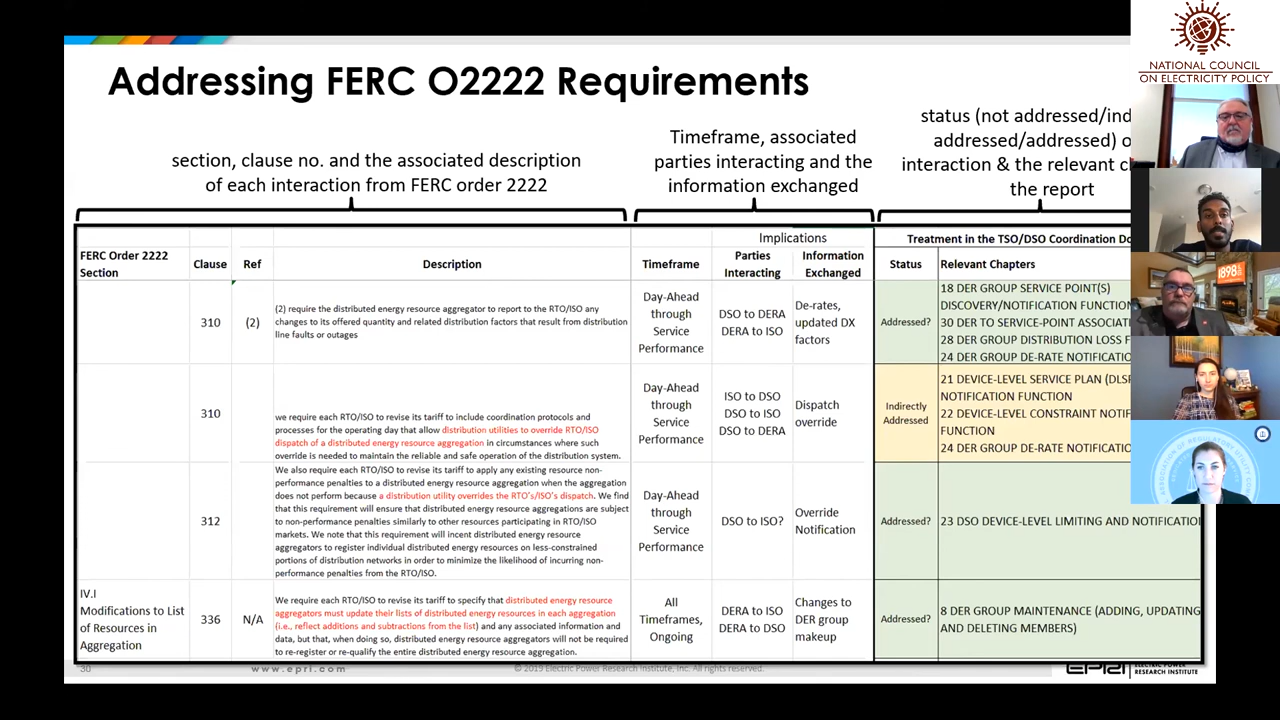 Addressing FERC O2222 Requirements
section, clause no. and the associated description
of each interaction from FERC order 2222
Timeframe, associated
parties interacting and the
information exchanged
status (not addressed/ind
addressed/addressed) o
interaction & the relevant c
the report
Implications
Treatment in the TSO/DSO Coordination Do
FERC Order 2222
Section
Clause
Ref
Description
Timeframe
Parties
Interacting
Information
Exchanged
Status
Relevant Chapters
310
(2)
(2) require the distributed energy resource aggregator to report to the RTO/ISO any
changes to its offered quantity and related distribution factors that result from distribution
line faults or outages
Day-Ahead
through
Service
Performance
DSO to DERA
DERA to ISO
De-rates,
updated DX
factors
Addressed?
18 DER GROUP SERVICE POINT(S)
DISCOVERY/NOTIFICATION FUNCTION
30 DER TO SERVICE-POINT ASSOCIAT
28 DER GROUP DISTRIBUTION LOSS F
24 DER GROUP DE-RATE NOTIFICATIO
310
we require each RTO/ISO to revise its tariff to include coordination protocols and
processes for the operating day that allow distribution utilities to override RTO/ISO
dispatch of a distributed energy resource aggregation in circumstances where such
override is needed to maintain the reliable and safe operation of the distribution system.
Day-Ahead
through
Service
Performance
ISO to DSO
DSO to ISO
DSO to DERA
Dispatch
override
Indirectly
Addressed
21 DEVICE-LEVEL SERVICE PLAN (DLSP
NOTIFICATION FUNCTION
22 DEVICE-LEVEL CONSTRAINT NOTIF
FUNCTION
24 DER GROUP DE-RATE NOTIFICATIO
312
We also require each RTO/ISO to revise its tariff to apply any existing resource non-
performance penalties to a distributed energy resource aggregation when the aggregation
does not perform because a distribution utility overrides the RTO's/ISO's dispatch. We find
that this requirement will ensure that distributed energy resource aggregations are subject
to non-performance penalties similarly to other resources participating in RTO/ISO
markets. We note that this requirement will incent distributed energy resource
aggregators to register individual distributed energy resources on less-constrained
portions of distribution networks in order to minimize the likelihood of incurring non-
performance penalties from the RTO/ISO.
Day-Ahead
through
Service
Performance
DSO to ISO?
Override
Notification
Addressed?
23 DSO DEVICE-LEVEL LIMITING AND NOTIFICATIO
IV.I
Modifications to List
of Resources in
Aggregation
336
N/A
We require each RTO/ISO to revise its tariff to specify that distributed energy resource
aggregators must update their lists of distributed energy resources in each aggregation
(i.e., reflect additions and subtractions from the list) and any associated information and
data, but that, when doing so, distributed energy resource aggregators will not be required
to re-register or re-qualify the entire distributed energy resource aggregation.
All
Timeframes,
Ongoing
DERA to ISO
DERA to DSO
Changes to
DER group
makeup
Addressed?
8 DER GROUP MAINTENANCE (ADDING, UPDATING
AND DELETING MEMBERS)
30
www.epri.com
© 2019 Electric Power Research Institute, Inc. All rights reserved.
EPRI
ELECTRIC POWER
RESEARCH INSTITUTE
NATIONAL COUNCIL
ON ELECTRICITY POLICY
1898